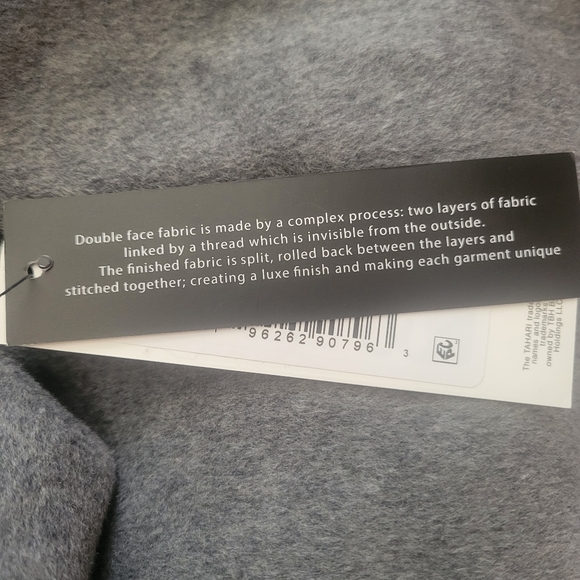 Double face fabric is made by a complex process: two layers of fabric
linked by a thread which is invisible from the outside.
The finished fabric is split, rolled back between the layers and
stitched together; creating a luxe finish and making each garment unique
96262 90796 3
The TAHARI trade
names and logo
trademark
owned by TBH B
Holdings LLC